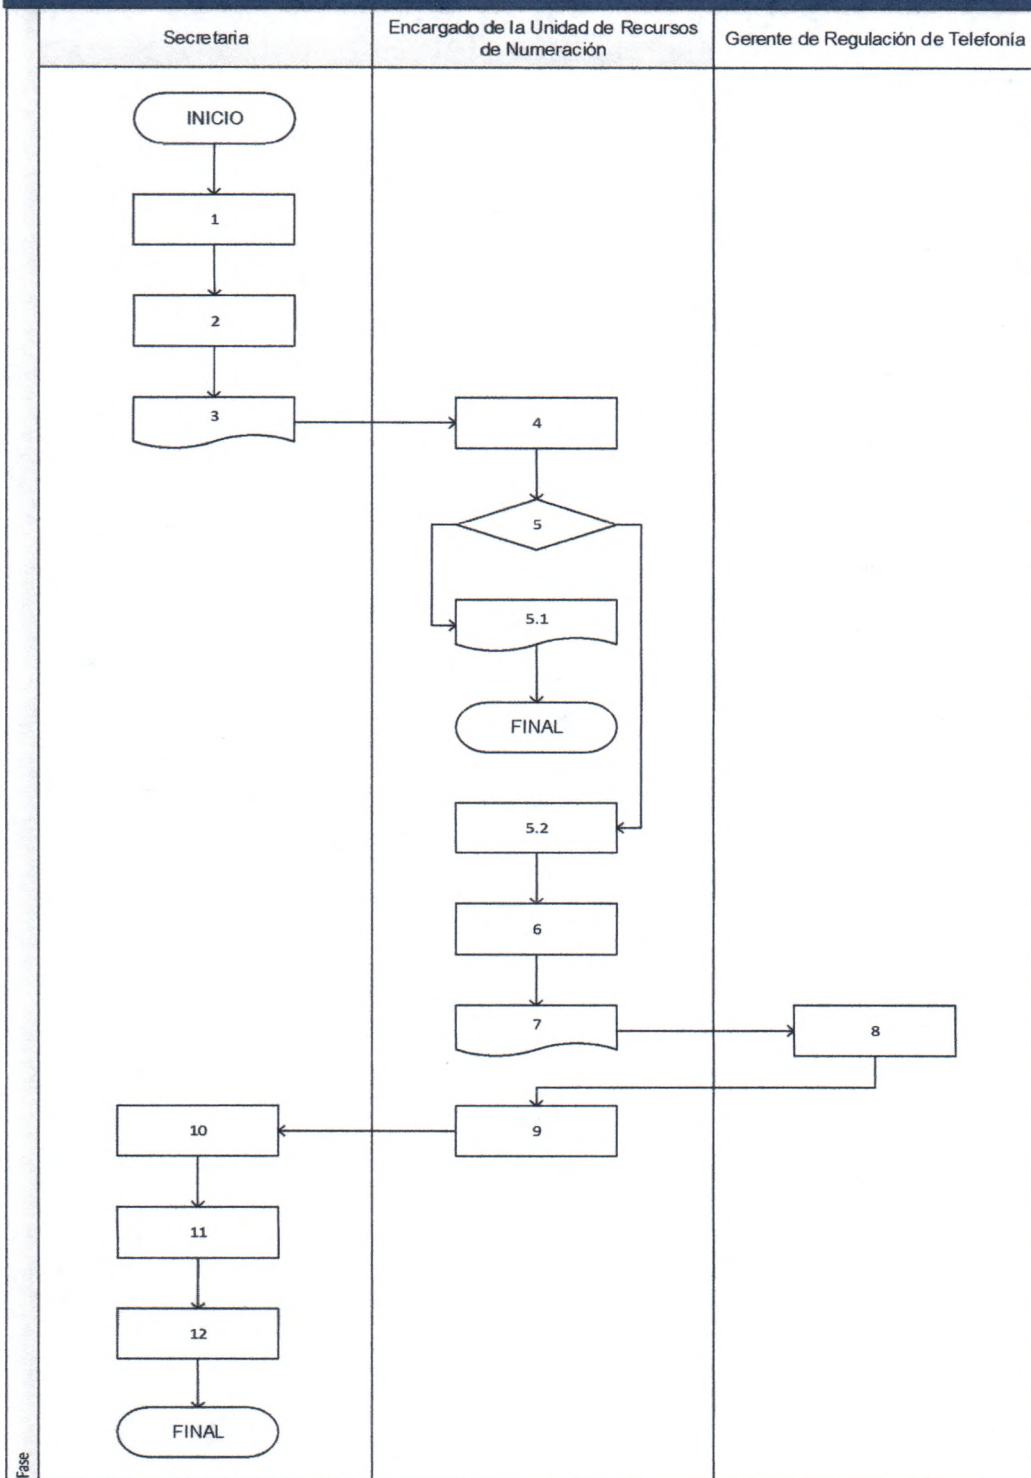 Secretaria
Encargado de la Unidad de Recursos
de Numeración
Gerente de Regulación de Telefonía
INICIO
1
2
3
4
5
5.1
FINAL
5.2
6
7
8
9
10
11
12
FINAL
Fase